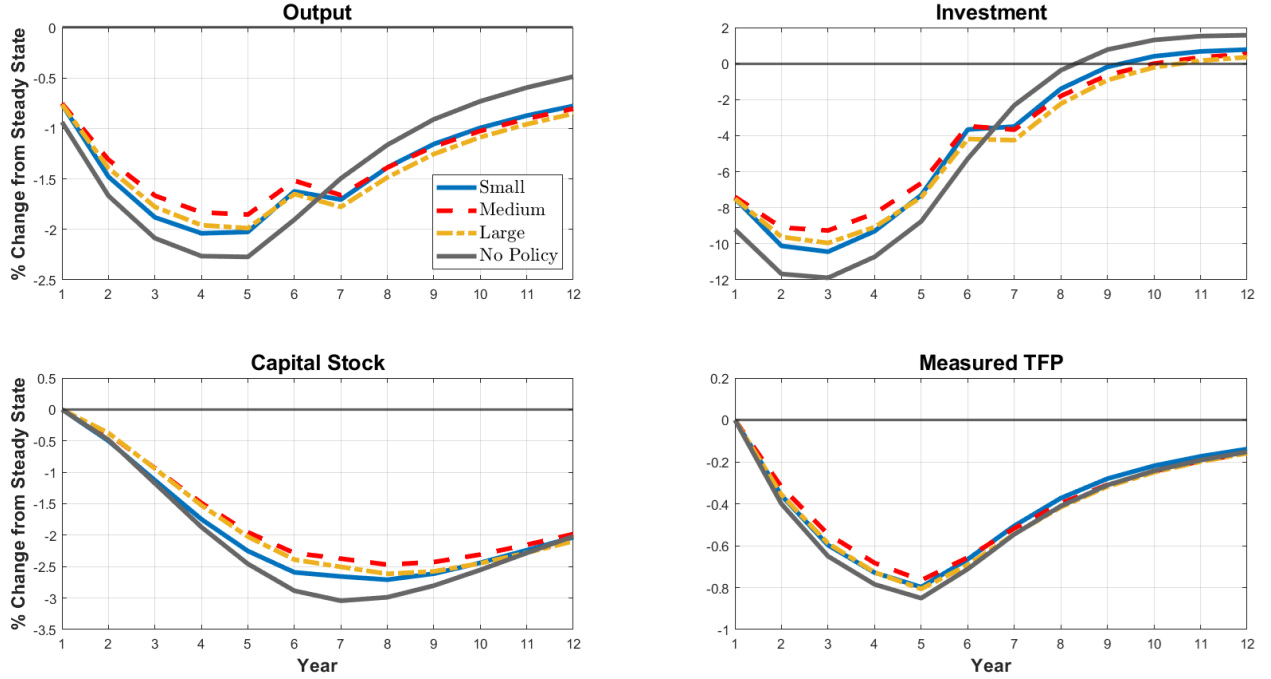 Output
% Change from Steady State
0
-0.5
-1
-1.5
-2
-2.5
1 2 3 4 5 6 7 8 9 10 11 12
Small
Medium
Large
No Policy
Investment
2
0
-2
-4
-6
-8
-10
-12
1 2 3 4 5 6 7 8 9 10 11 12
Capital Stock
% Change from Steady State
0.5
0
-0.5
-1
-1.5
-2
-2.5
-3
-3.5
1 2 3 4 5 6 7 8 9 10 11 12
Year
Measured TFP
0.2
0
-0.2
-0.4
-0.6
-0.8
-1
1 2 3 4 5 6 7 8 9 10 11 12
Year